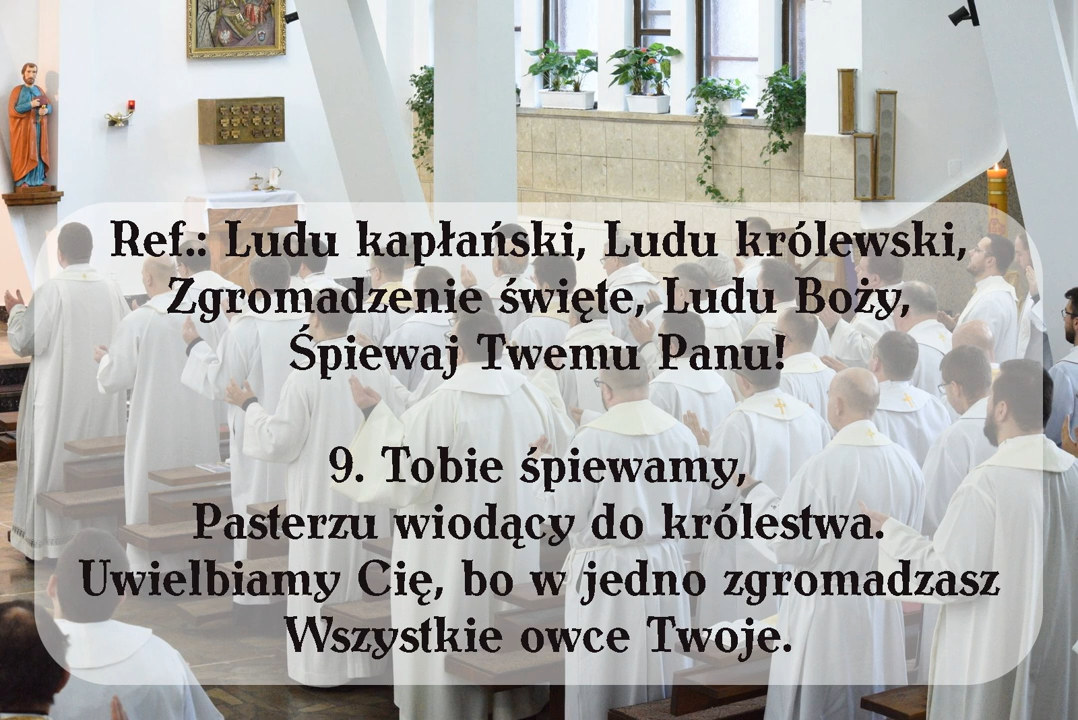 Ref.: Ludu kapłański, Ludu królewski,
Zgromadzenie święte, Ludu Boży,
Śpiewaj Twemu Panu!
9. Tobie śpiewamy,
Pasterzu wiodący do królestwa.
Uwielbiamy Cię, bo w jedno zgromadzasz
Wszystkie owce Twoje.